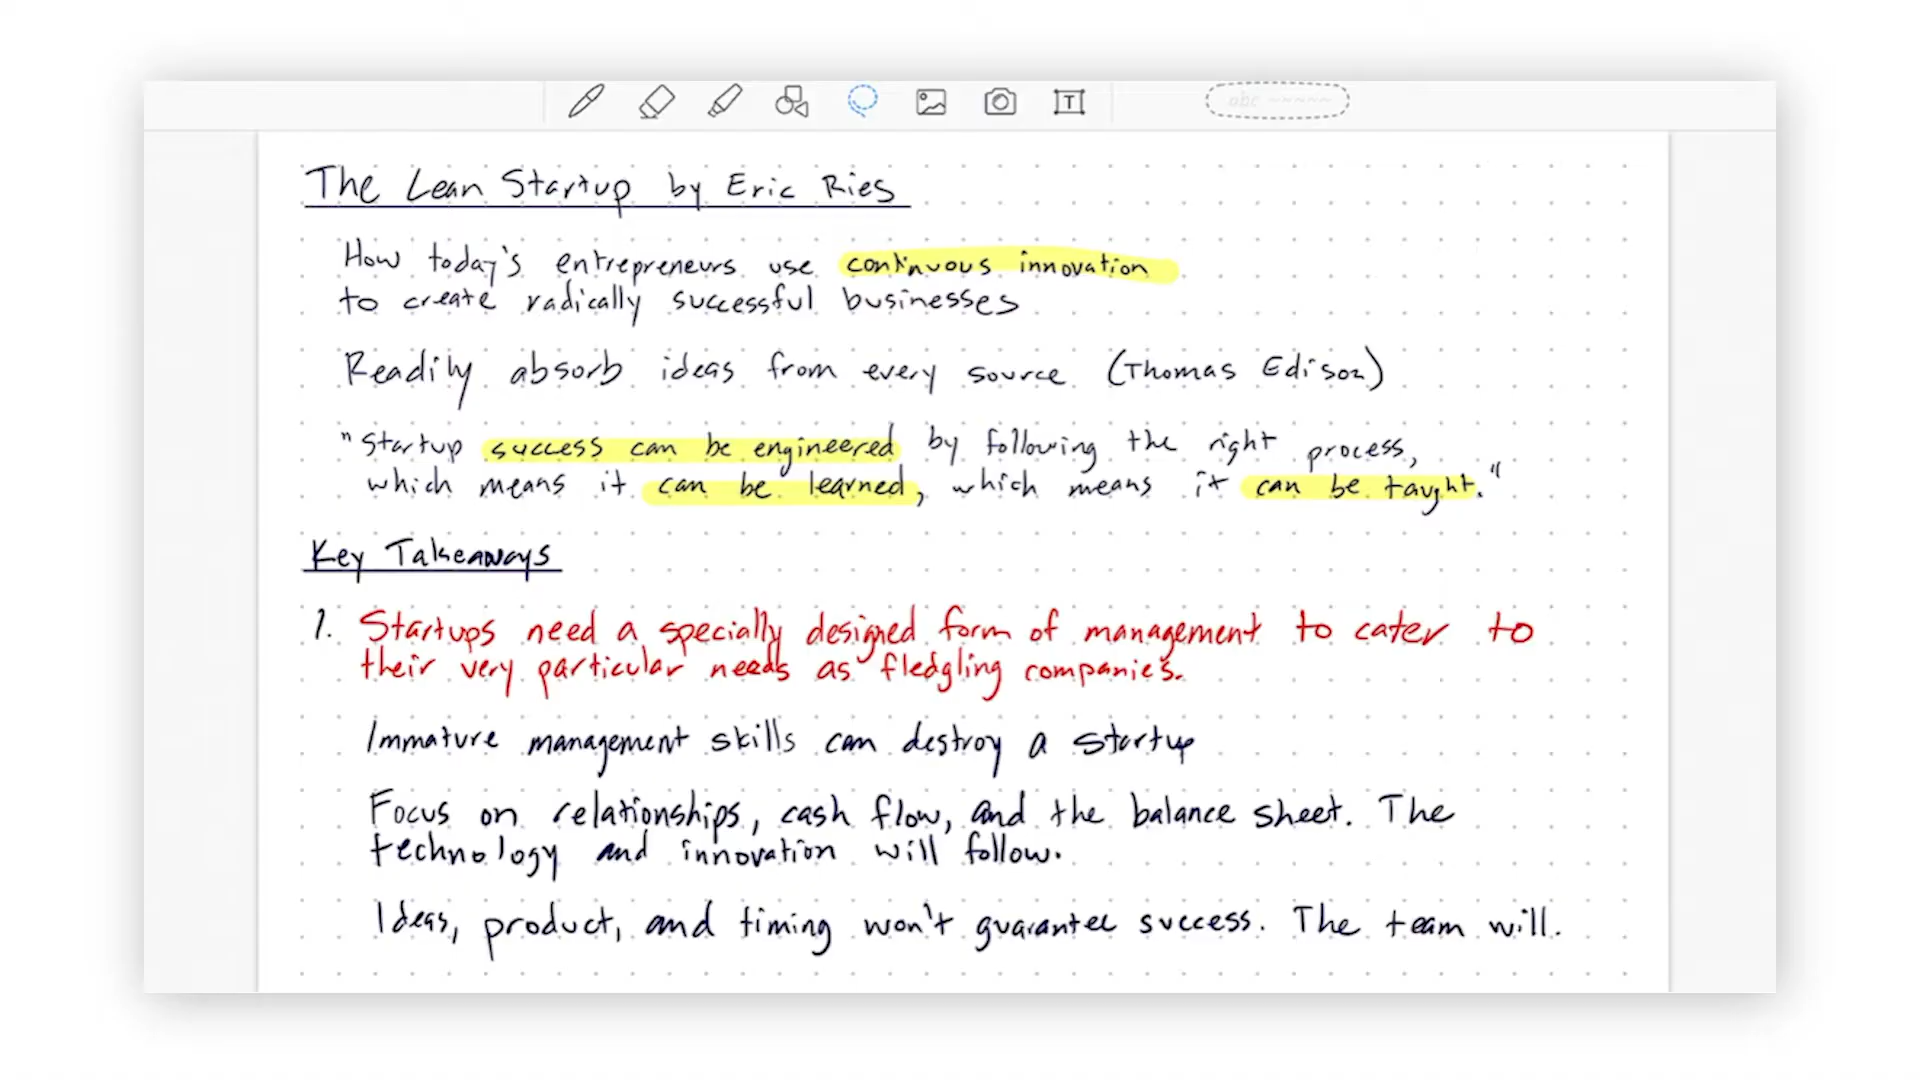 abc
T
The Lean Startup by Eric Ries
How today's entrepreneurs use continuous innovation
to create radically successful businesses
Readily absorb ideas from every source (Thomas Edison)
"Startup success can be engineered by following the right process,
which means it can be learned, which means it can be taught."
Key Takeaways
1. Startups need a specially designed form of management to cater to
their very particular needs as fledgling companies.
Immature management skills can destroy a startup
Focus on relationships, cash flow, and the balance sheet. The
technology and innovation will follow.
Ideas, product, and timing won't guarantee success. The team will.